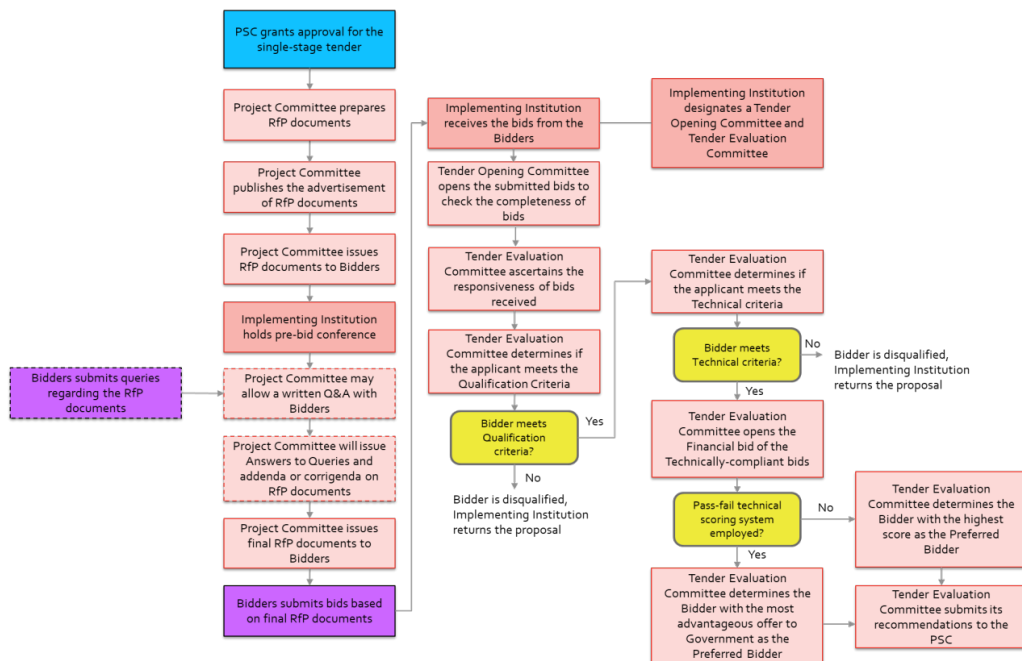 PSC grants approval for the
single-stage tender
Project Committee prepares
RfP documents
Project Committee
publishes the advertisement
of RfP documents
Project Committee issues
RfP documents to Bidders
Implementing Institution
holds pre-bid conference
Bidders submits queries
regarding the RfP
documents
Project Committee may
allow a written Q&A with
Bidders
Project Committee will issue
Answers to Queries and
addenda or corrigenda on
RfP documents
Project Committee issues
final RfP documents to
Bidders
Bidders submits bids based
on final RfP documents
Implementing Institution
receives the bids from the
Bidders
Implementing Institution
designates a Tender
Opening Committee and
Tender Evaluation
Committee
Tender Opening Committee
opens the submitted bids to
check the completeness of
bids
Tender Evaluation
Committee ascertains the
responsiveness of bids
received
Tender Evaluation
Committee determines if
the applicant meets the
Qualification Criteria
Bidder meets
Qualification
criteria?
Yes
No
Bidder is disqualified,
Implementing Institution
returns the proposal
Tender Evaluation
Committee determines if
the applicant meets the
Technical criteria
Bidder meets
Technical criteria?
No
Bidder is disqualified,
Implementing Institution
returns the proposal
Yes
Tender Evaluation
Committee opens the
Financial bid of the
Technically-compliant bids
Pass-fail technical
scoring system
employed?
No
Tender Evaluation
Committee determines the
Bidder with the highest
score as the Preferred
Bidder
Yes
Tender Evaluation
Committee determines the
Bidder with the most
advantageous offer to
Government as the
Preferred Bidder
Tender Evaluation
Committee submits its
recommendations to the
PSC